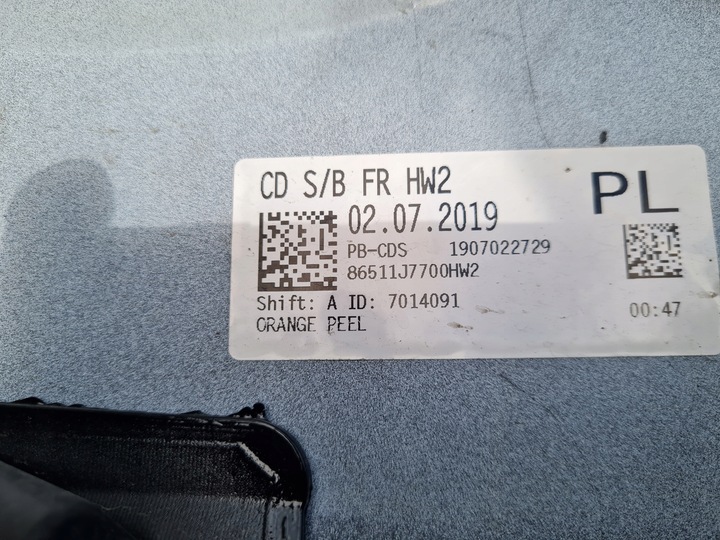 CD S/B FR HW2
PL
02.07.2019
PB-CDS 1907022729
86511J7700HW2
Shift: A ID: 7014091
00:47
ORANGE PEEL